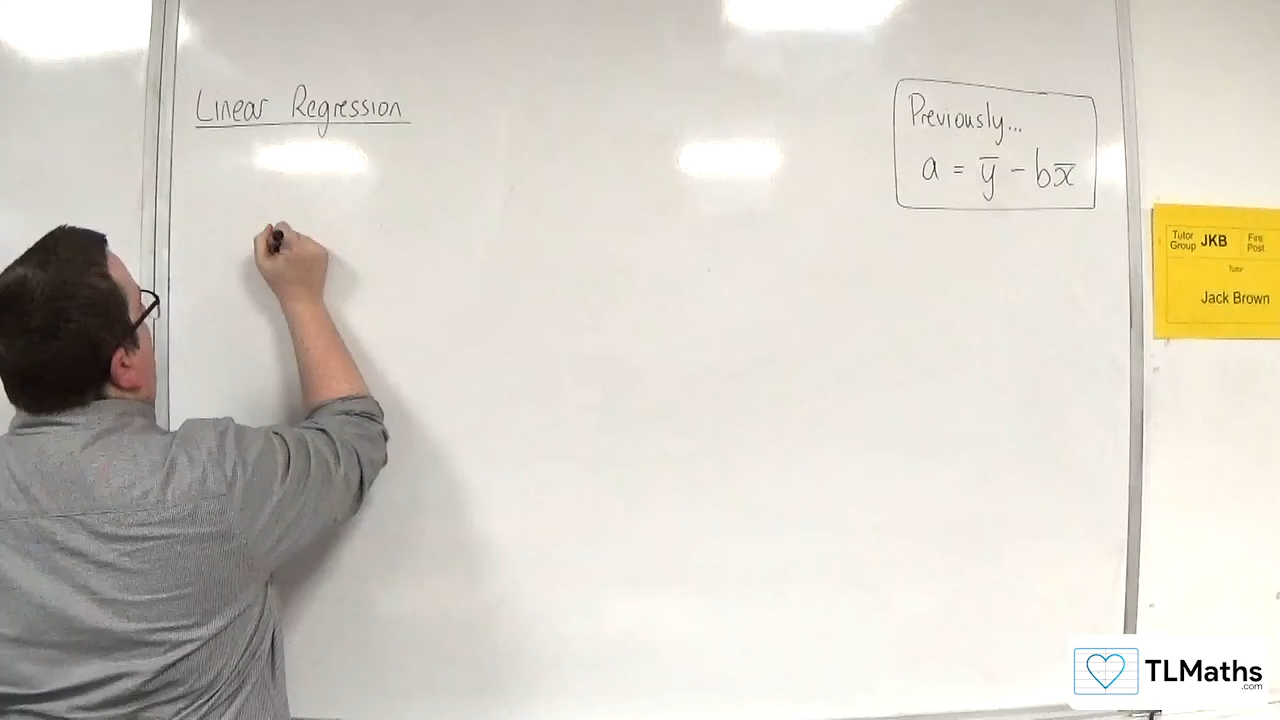 Linear Regression
Previously...
a = y̅ - bx̅
Tutor Group JKB Fire Post
Tutor
Jack Brown
TLMaths
.com